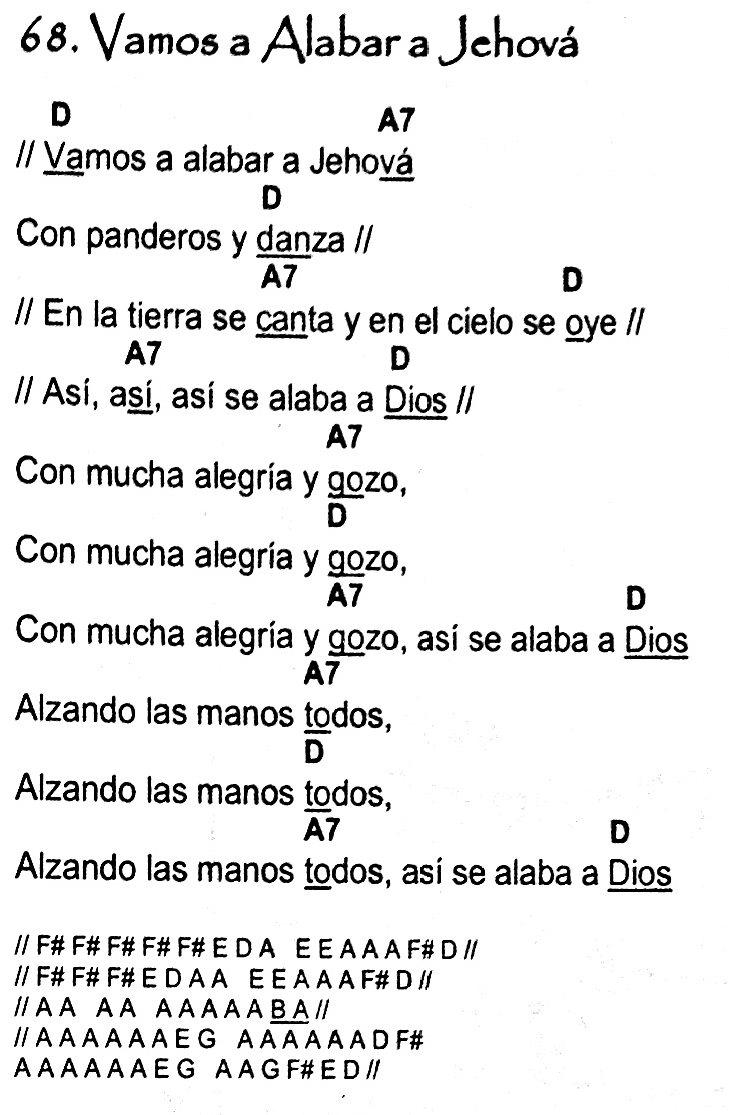 68. Vamos a Alabar a Jehová
D A7
// Vamos a alabar a Jehová
D
Con panderos y danza //
A7 D
// En la tierra se canta y en el cielo se oye //
A7 D
// Así, así, así se alaba a Dios //
A7
Con mucha alegría y gozo,
D
Con mucha alegría y gozo,
A7 D
Con mucha alegría y gozo, así se alaba a Dios
A7
Alzando las manos todos,
D
Alzando las manos todos,
A7 D
Alzando las manos todos, así se alaba a Dios
// F# F# F# F# F# E D A E E A A A F# D //
// F# F# F# E D A A E E A A A F# D //
// A A A A A A A A A B A //
// A A A A A A E G A A A A A A D F#
A A A A A A E G A A G F# E D //